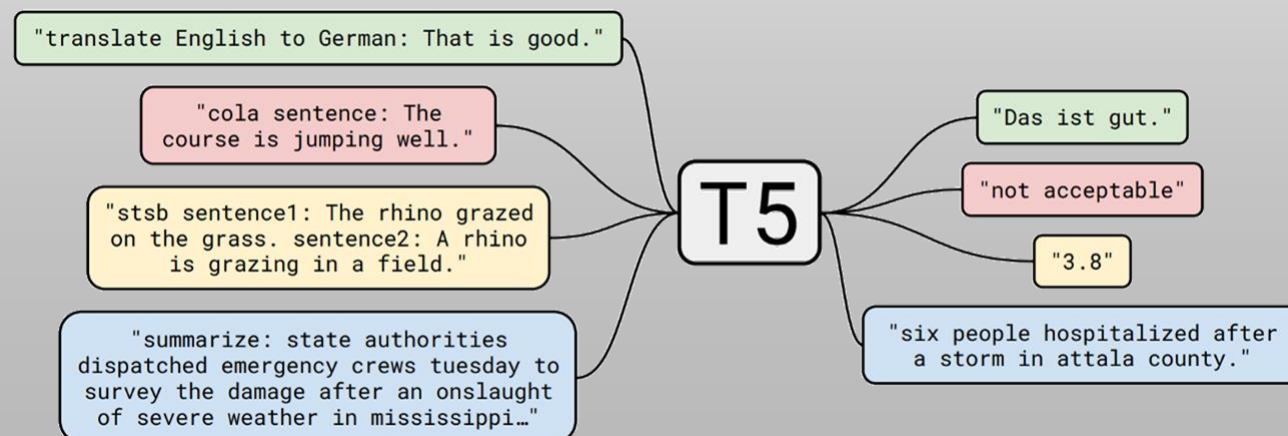 "translate English to German: That is good."
"cola sentence: The
course is jumping well."
"stsb sentence1: The rhino grazed
on the grass. sentence2: A rhino
is grazing in a field."
"summarize: state authorities
dispatched emergency crews tuesday to
survey the damage after an onslaught
of severe weather in mississippi…"
T5
"Das ist gut."
"not acceptable"
"3.8"
"six people hospitalized after
a storm in attala county."